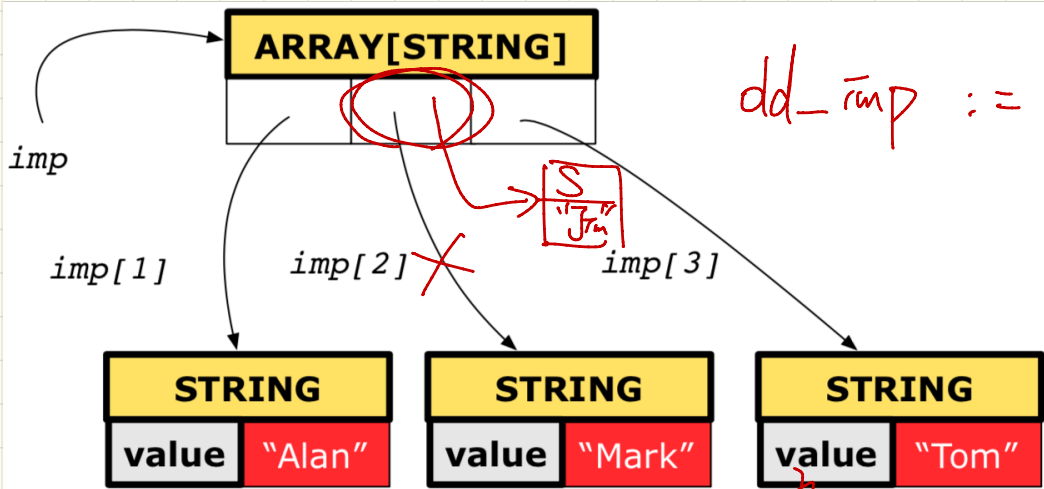 ARRAY[STRING]
dd_imp :=
imp
S
"Jim"
imp[1]
imp[2]
imp[3]
STRING
STRING
STRING
value "Alan"
value "Mark"
value "Tom"